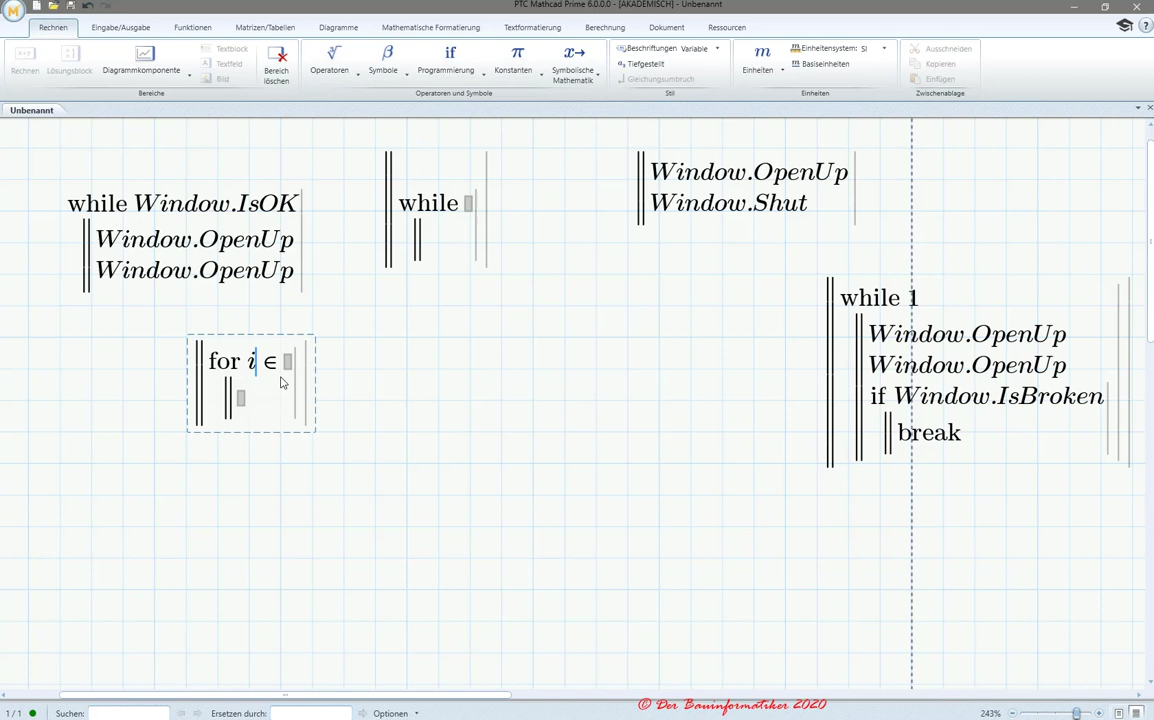 PTC Mathcad Prime 6.0.0.0 - [AKADEMISCH] - Unbenannt
Rechnen Eingabe/Ausgabe Funktionen Matrizen/Tabellen Diagramme Mathematische Formatierung Textformatierung Berechnung Dokument Ressourcen
Rechnen
Lösungsblock
Diagrammkomponente
Textblock
Textfeld
Bild
Bereich
löschen
Operatoren
Symbole
if
Programmierung
π
Konstanten
Symbolische
Mathematik
Beschriftungen Variable
Tiefgestellt
Gleichungsumbruch
m
Einheiten
Einheitensystem: SI
Basiseinheiten
Ausschneiden
Kopieren
Einfügen
Bereiche
Operatoren und Symbole
Stil
Einheiten
Zwischenablage
Unbenannt
while Window.IsOK
Window.OpenUp
Window.OpenUp
while
Window.OpenUp
Window.Shut
while 1
Window.OpenUp
Window.OpenUp
if Window.IsBroken
break
for i ∈
© Der Bauinformatiker 2020
1 / 1 Suchen: Ersetzen durch: Optionen 243%